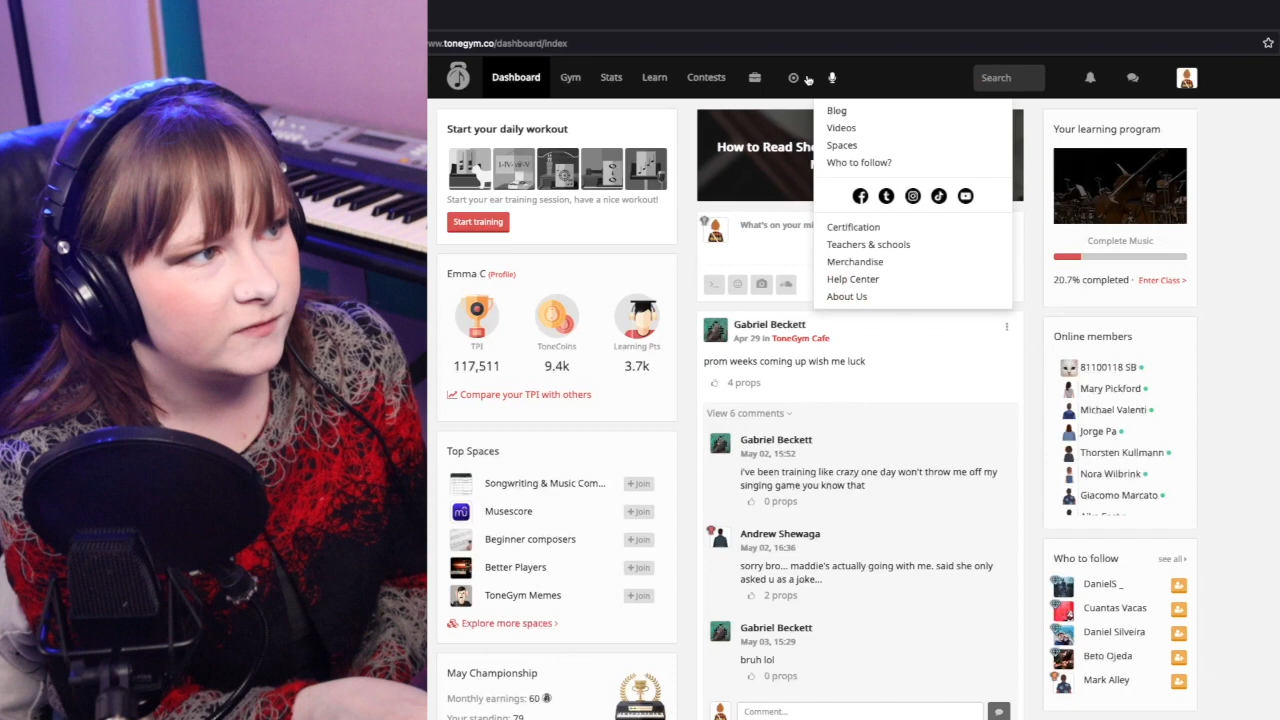 ww.tonegym.co/dashboard/index
Dashboard
Gym
Stats
Learn
Contests
Search
Start your daily workout
I-IV-V
Start your ear training session, have a nice workout!
Start training
Emma C (Profile)
TPI
ToneCoins
Learning Pts
117,511
9.4k
3.7k
Compare your TPI with others
Top Spaces
Songwriting & Music Com...
+ Join
Musescore
+ Join
Beginner composers
+ Join
Better Players
+ Join
ToneGym Memes
+ Join
Explore more spaces ›
May Championship
Monthly earnings: 60
Your standing: 79
How to Read She
What's on your mi
Blog
Videos
Spaces
Who to follow?
Certification
Teachers & schools
Merchandise
Help Center
About Us
Gabriel Beckett
Apr 29 in ToneGym Cafe
prom weeks coming up wish me luck
4 props
View 6 comments
Gabriel Beckett
May 02, 15:52
i've been training like crazy one day won't throw me off my
singing game you know that
0 props
Andrew Shewaga
May 02, 16:36
sorry bro... maddie's actually going with me. said she only
asked u as a joke...
2 props
Gabriel Beckett
May 03, 15:29
bruh lol
0 props
Comment...
Your learning program
Complete Music
20.7% completed · Enter Class >
Online members
81100118 SB
Mary Pickford
Michael Valenti
Jorge Pa
Thorsten Kullmann
Nora Wilbrink
Giacomo Marcato
Who to follow
see all ›
DanielS_
Cuantas Vacas
Daniel Silveira
Beto Ojeda
Mark Alley